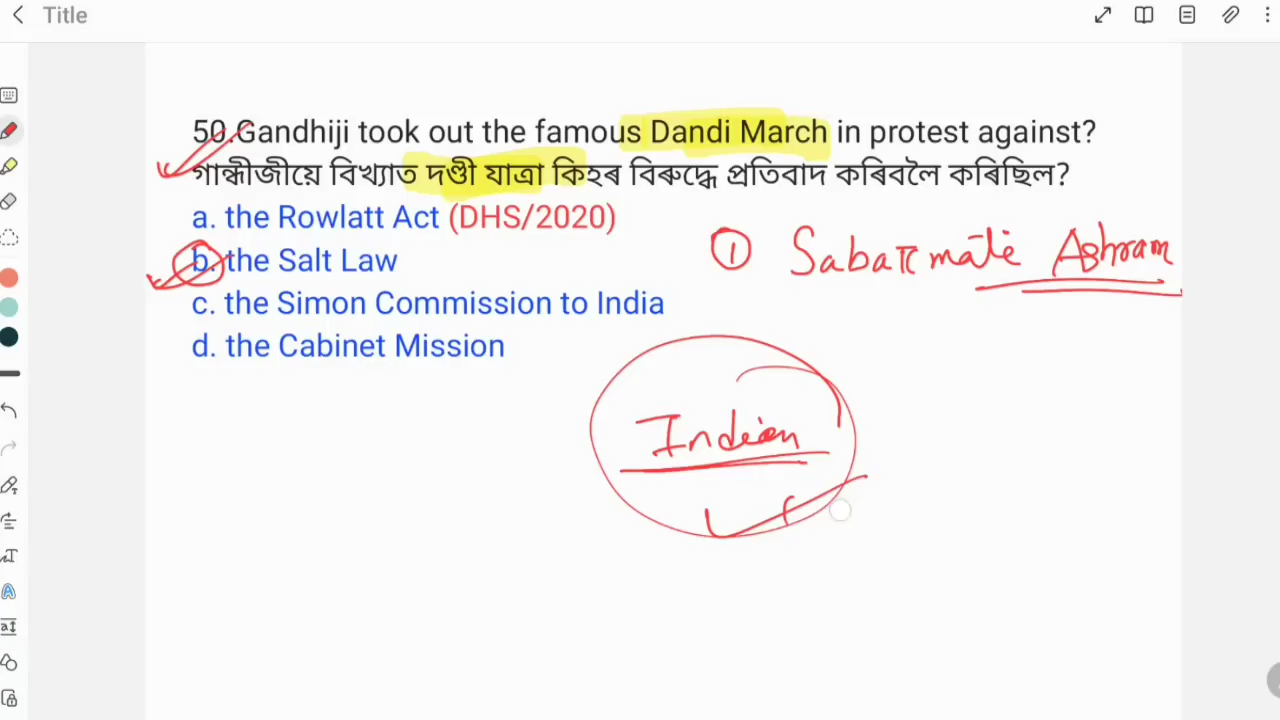 Title
50.Gandhiji took out the famous Dandi March in protest against?
গান্ধীজীয়ে বিখ্যাত দণ্ডী যাত্ৰা কিহৰ বিৰুদ্ধে প্ৰতিবাদ কৰিবলৈ কৰিছিল?
a. the Rowlatt Act (DHS/2020)
b. the Salt Law
c. the Simon Commission to India
d. the Cabinet Mission
① Sabarmate Ashram
Indian